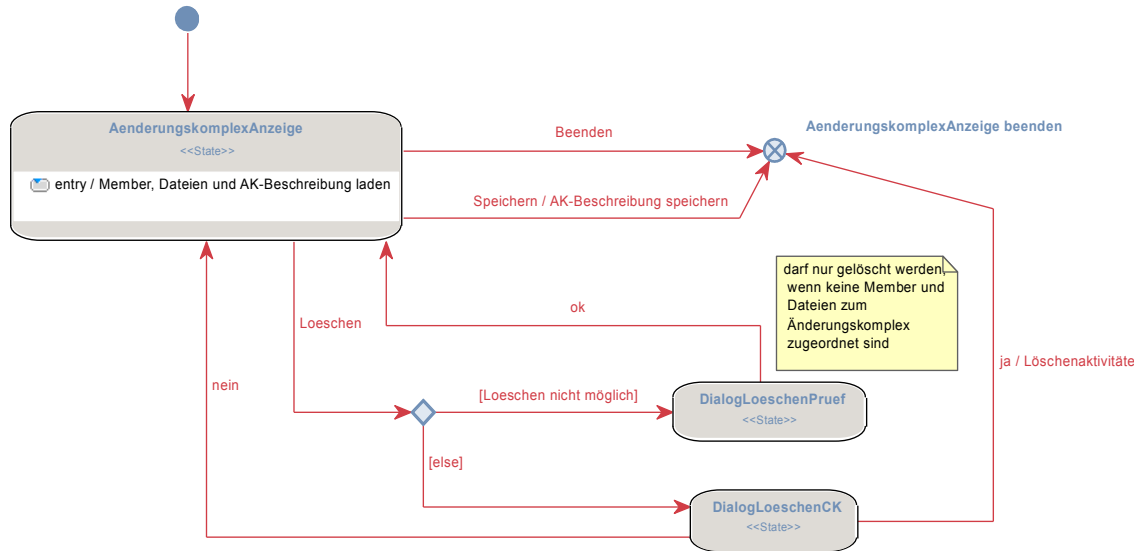 AenderungskomplexAnzeige
<<State>>
entry / Member, Dateien und AK-Beschreibung laden
Beenden
AenderungskomplexAnzeige beenden
Speichern / AK-Beschreibung speichern
darf nur gelöscht werden,
wenn keine Member und
Dateien zum
Änderungskomplex
zugeordnet sind
ok
Loeschen
nein
ja / Löschenaktivitäte
[Loeschen nicht möglich]
DialogLoeschenPruef
<<State>>
[else]
DialogLoeschenCK
<<State>>